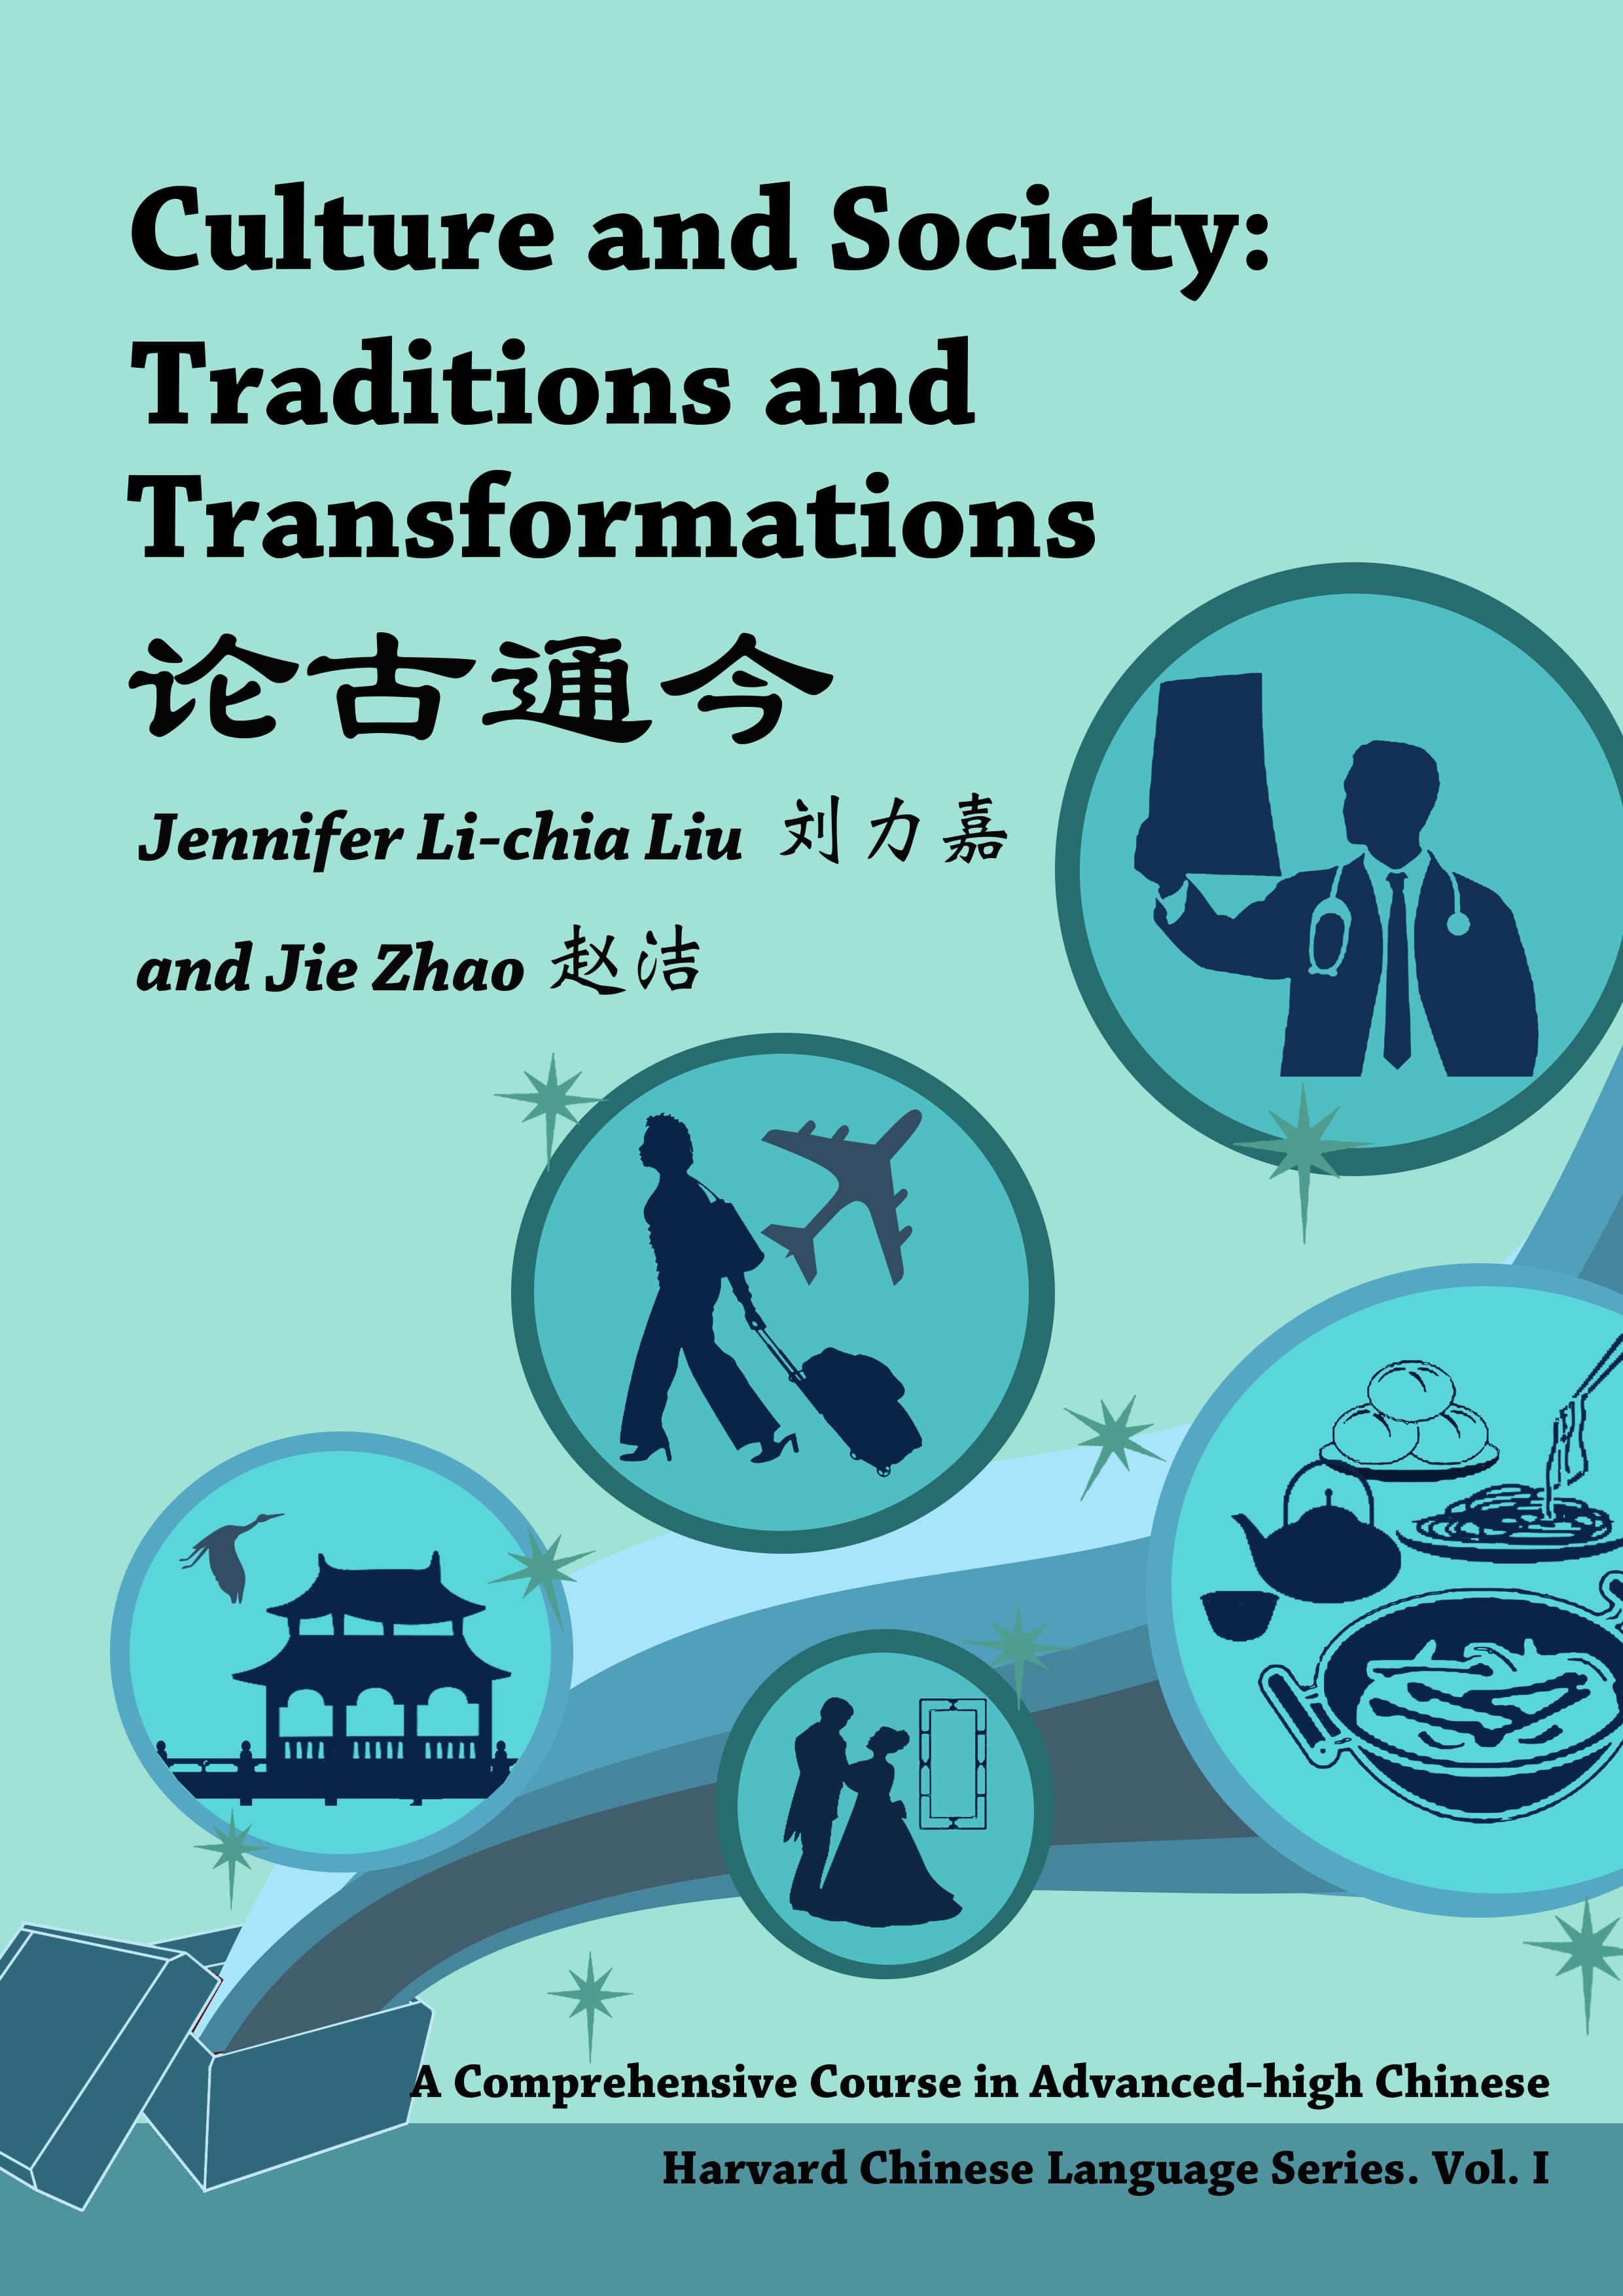 Culture and Society:
Traditions and
Transformations
论古通今
Jennifer Li-chia Liu 刘力嘉
and Jie Zhao 赵洁
A Comprehensive Course in Advanced-high Chinese
Harvard Chinese Language Series. Vol. I